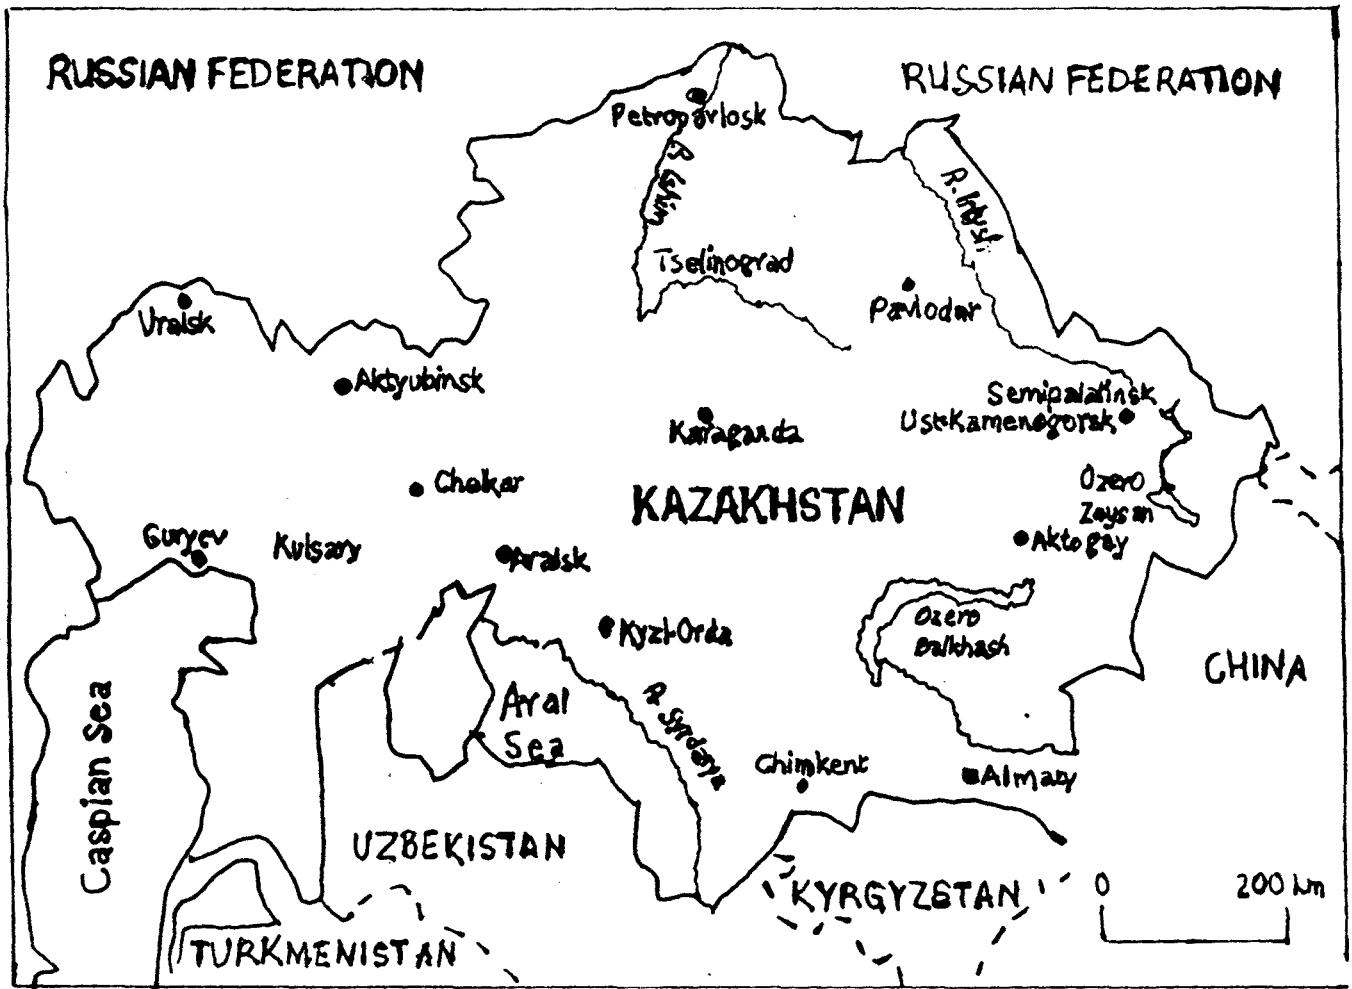 RUSSIAN FEDERATION
RUSSIAN FEDERATION
Petroparlosk
R. Ishim
R. Irtysh
Tselinograd
Pavlodar
Uralsk
Aktyubinsk
Semipalatinsk
Ust-Kamenogorsk
Karaganda
Chelkar
KAZAKHSTAN
Ozero
Zaysan
Guryev
Kulsary
Aralsk
Aktogay
Kyzl-Orda
Ozero
Balkhash
CHINA
Caspian Sea
Aral
Sea
R. Syrdarya
Chimkent
Almaty
UZBEKISTAN
KYRGYZSTAN
0 200 km
TURKMENISTAN